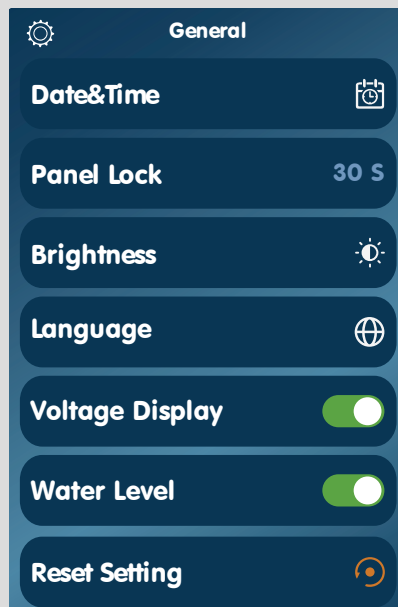 General
Date&Time
Panel Lock
30 S
Brightness
Language
Voltage Display
Water Level
Reset Setting